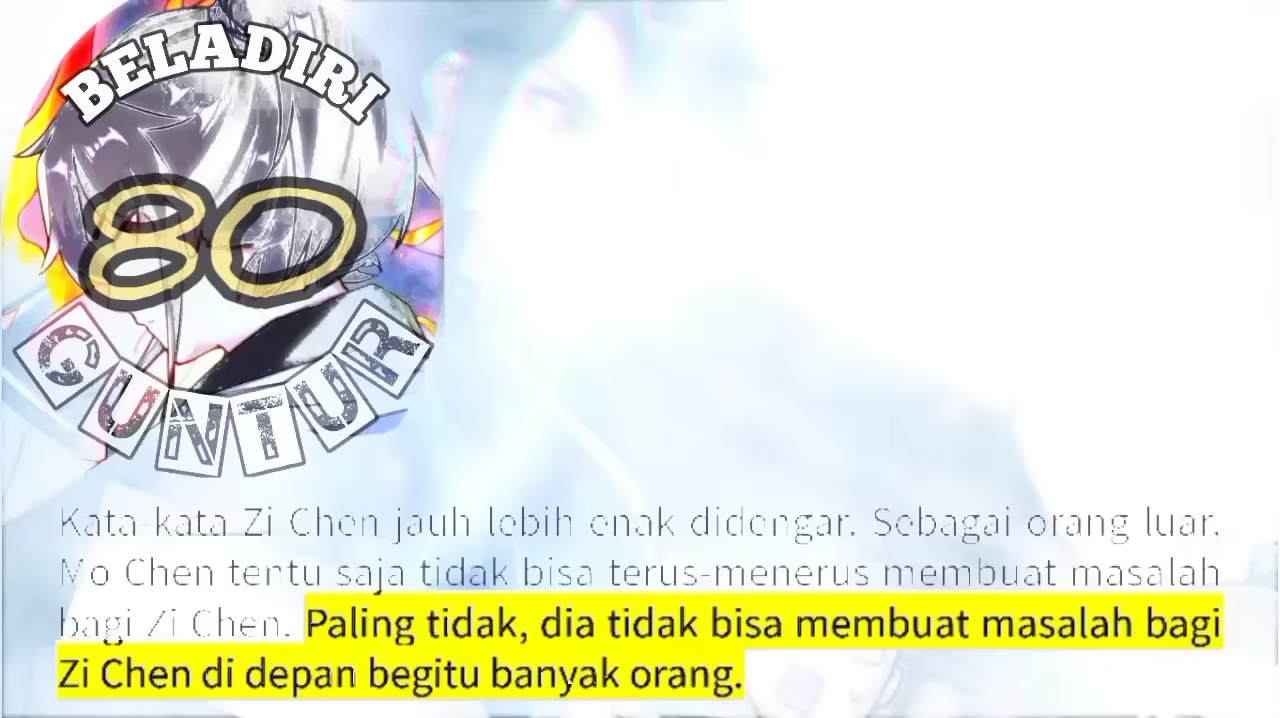 BELADIRI
80
GUNTUR
Kata-kata Zi Chen jauh lebih enak didengar. Sebagai orang luar,
Mo Chen tentu saja tidak bisa terus-menerus membuat masalah
bagi Zi Chen. Paling tidak, dia tidak bisa membuat masalah bagi
Zi Chen di depan begitu banyak orang.